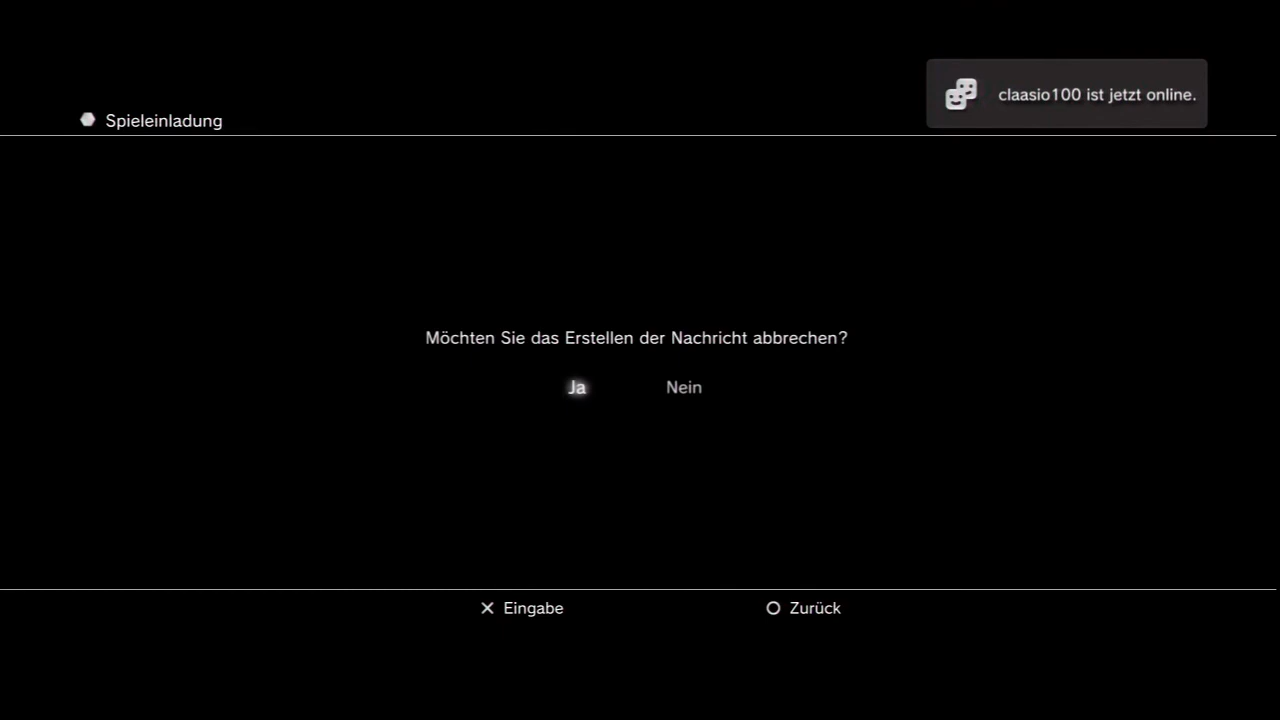 claasio100 ist jetzt online.
Spieleinladung
Möchten Sie das Erstellen der Nachricht abbrechen?
Ja Nein
Eingabe Zurück